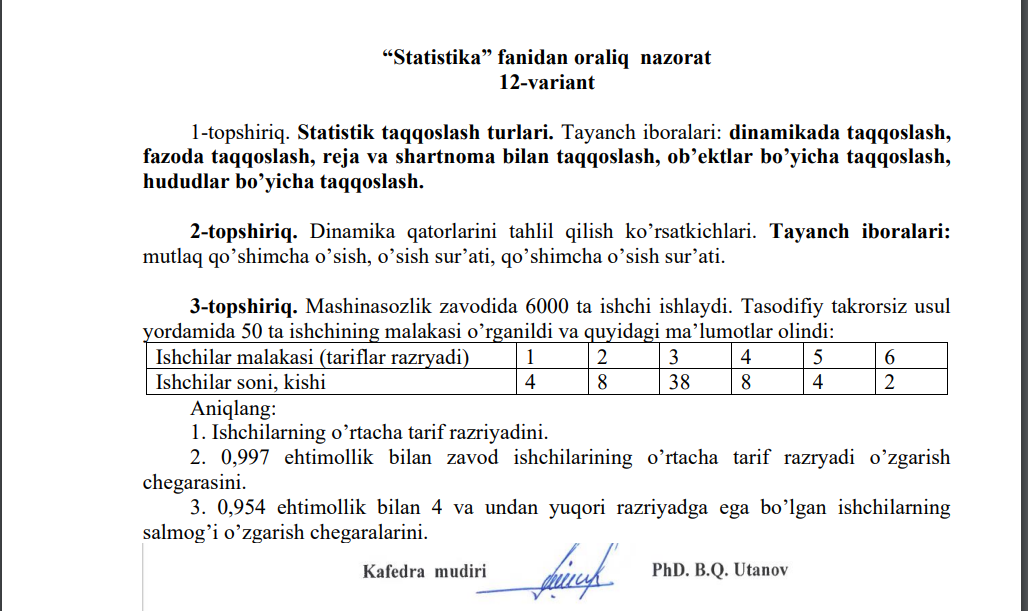 “Statistika” fanidan oraliq nazorat
12-variant
1-topshiriq. Statistik taqqoslash turlari. Tayanch iboralari: dinamikada taqqoslash,
fazoda taqqoslash, reja va shartnoma bilan taqqoslash, ob’ektlar bo’yicha taqqoslash,
hududlar bo’yicha taqqoslash.
2-topshiriq. Dinamika qatorlarini tahlil qilish ko’rsatkichlari. Tayanch iboralari:
mutlaq qo’shimcha o’sish, o’sish sur’ati, qo’shimcha o’sish sur’ati.
3-topshiriq. Mashinasozlik zavodida 6000 ta ishchi ishlaydi. Tasodifiy takrorsiz usul
yordamida 50 ta ishchining malakasi o’rganildi va quyidagi ma’lumotlar olindi:
Ishchilar malakasi (tariflar razryadi) 1 2 3 4 5 6
Ishchilar soni, kishi 4 8 38 8 4 2
Aniqlang:
1. Ishchilarning o’rtacha tarif razriyadini.
2. 0,997 ehtimollik bilan zavod ishchilarining o’rtacha tarif razryadi o’zgarish
chegarasini.
3. 0,954 ehtimollik bilan 4 va undan yuqori razriyadga ega bo’lgan ishchilarning
salmog’i o’zgarish chegaralarini.
Kafedra mudiri PhD. B.Q. Utanov